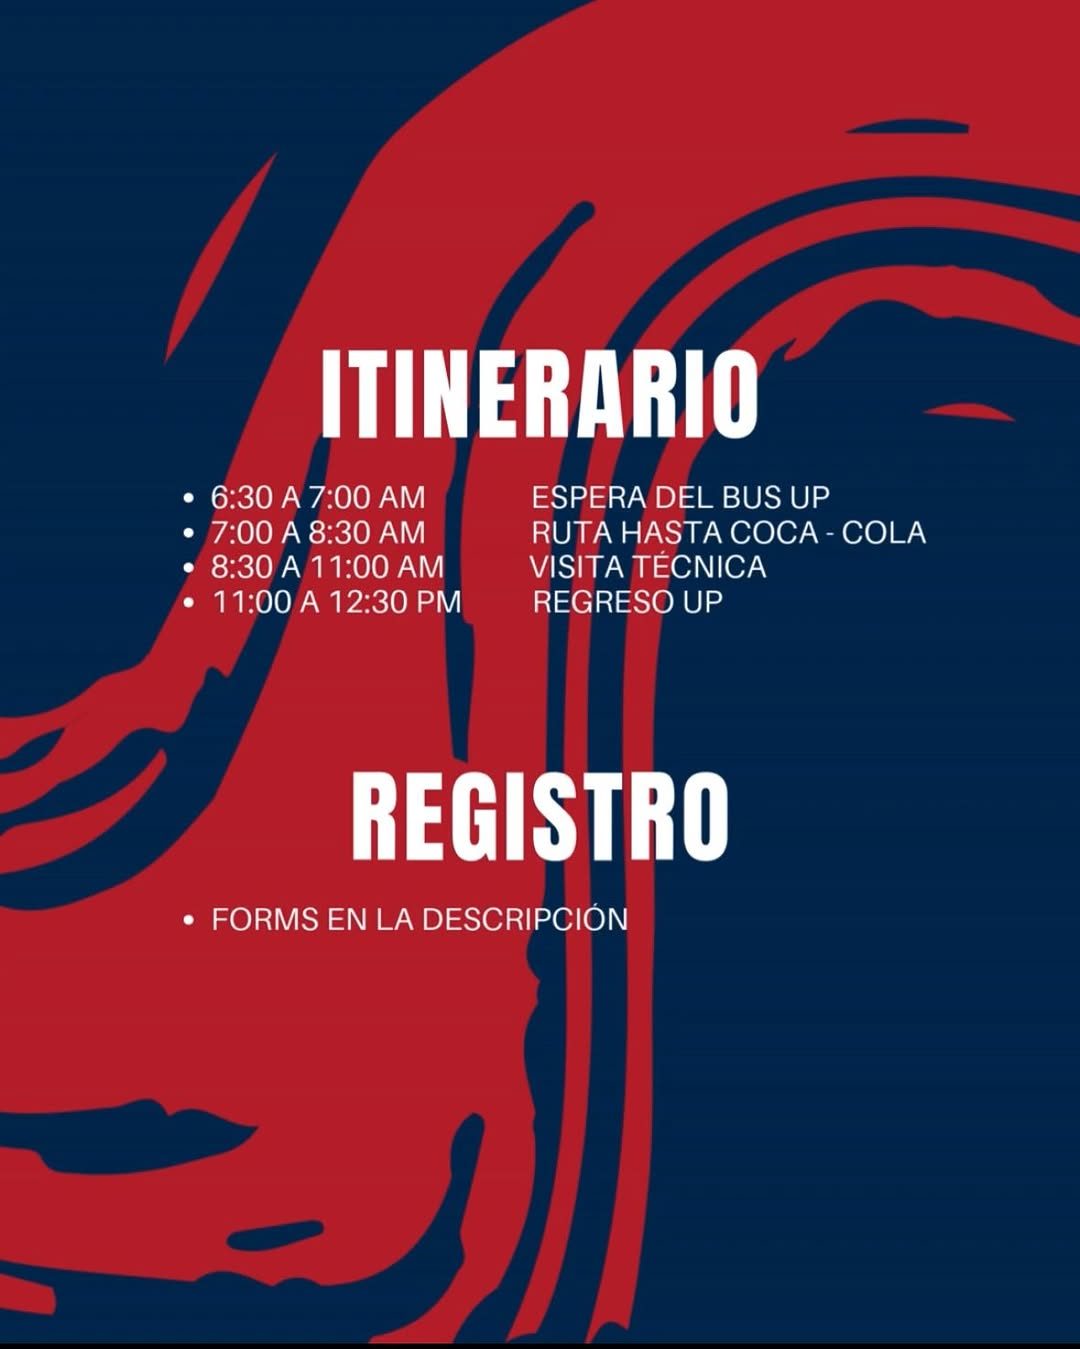 ITINERARIO
• 6:30 A 7:00 AM ESPERA DEL BUS UP
• 7:00 A 8:30 AM RUTA HASTA COCA - COLA
• 8:30 A 11:00 AM VISITA TÉCNICA
• 11:00 A 12:30 PM REGRESO UP
REGISTRO
• FORMS EN LA DESCRIPCIÓN